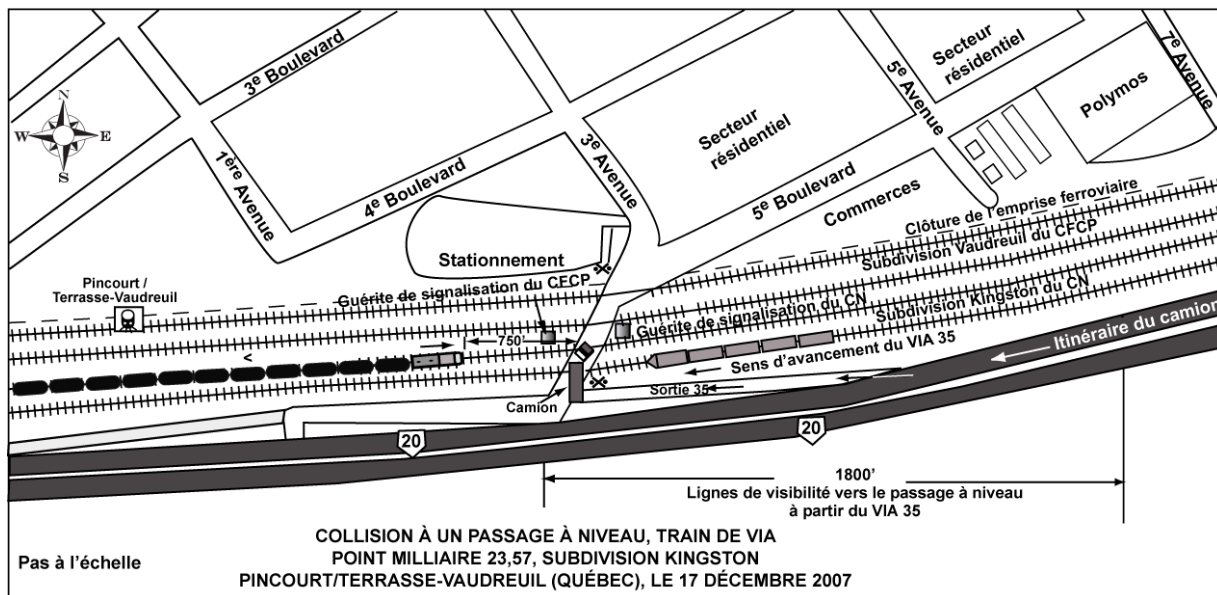 3e Boulevard
5e Avenue
Secteur
résidentiel
7e Avenue
Polymos
N
W
E
S
1ère Avenue
4e Boulevard
3e Avenue
Secteur
résidentiel
5e Boulevard
Commerces
Clôture de l'emprise ferroviaire
Subdivision Vaudreuil du CFCP
Stationnement
Pincourt /
Terrasse-Vaudreuil
Guérite de signalisation du CFCP
Guérite de signalisation du CN
Subdivision Kingston du CN
Itinéraire du camion
<
750'
Sens d'avancement du VIA 35
Sortie 35
Camion
20
20
1800'
Lignes de visibilité vers le passage à niveau
à partir du VIA 35
COLLISION À UN PASSAGE À NIVEAU, TRAIN DE VIA
POINT MILLIAIRE 23,57, SUBDIVISION KINGSTON
PINCOURT/TERRASSE-VAUDREUIL (QUÉBEC), LE 17 DÉCEMBRE 2007
Pas à l'échelle